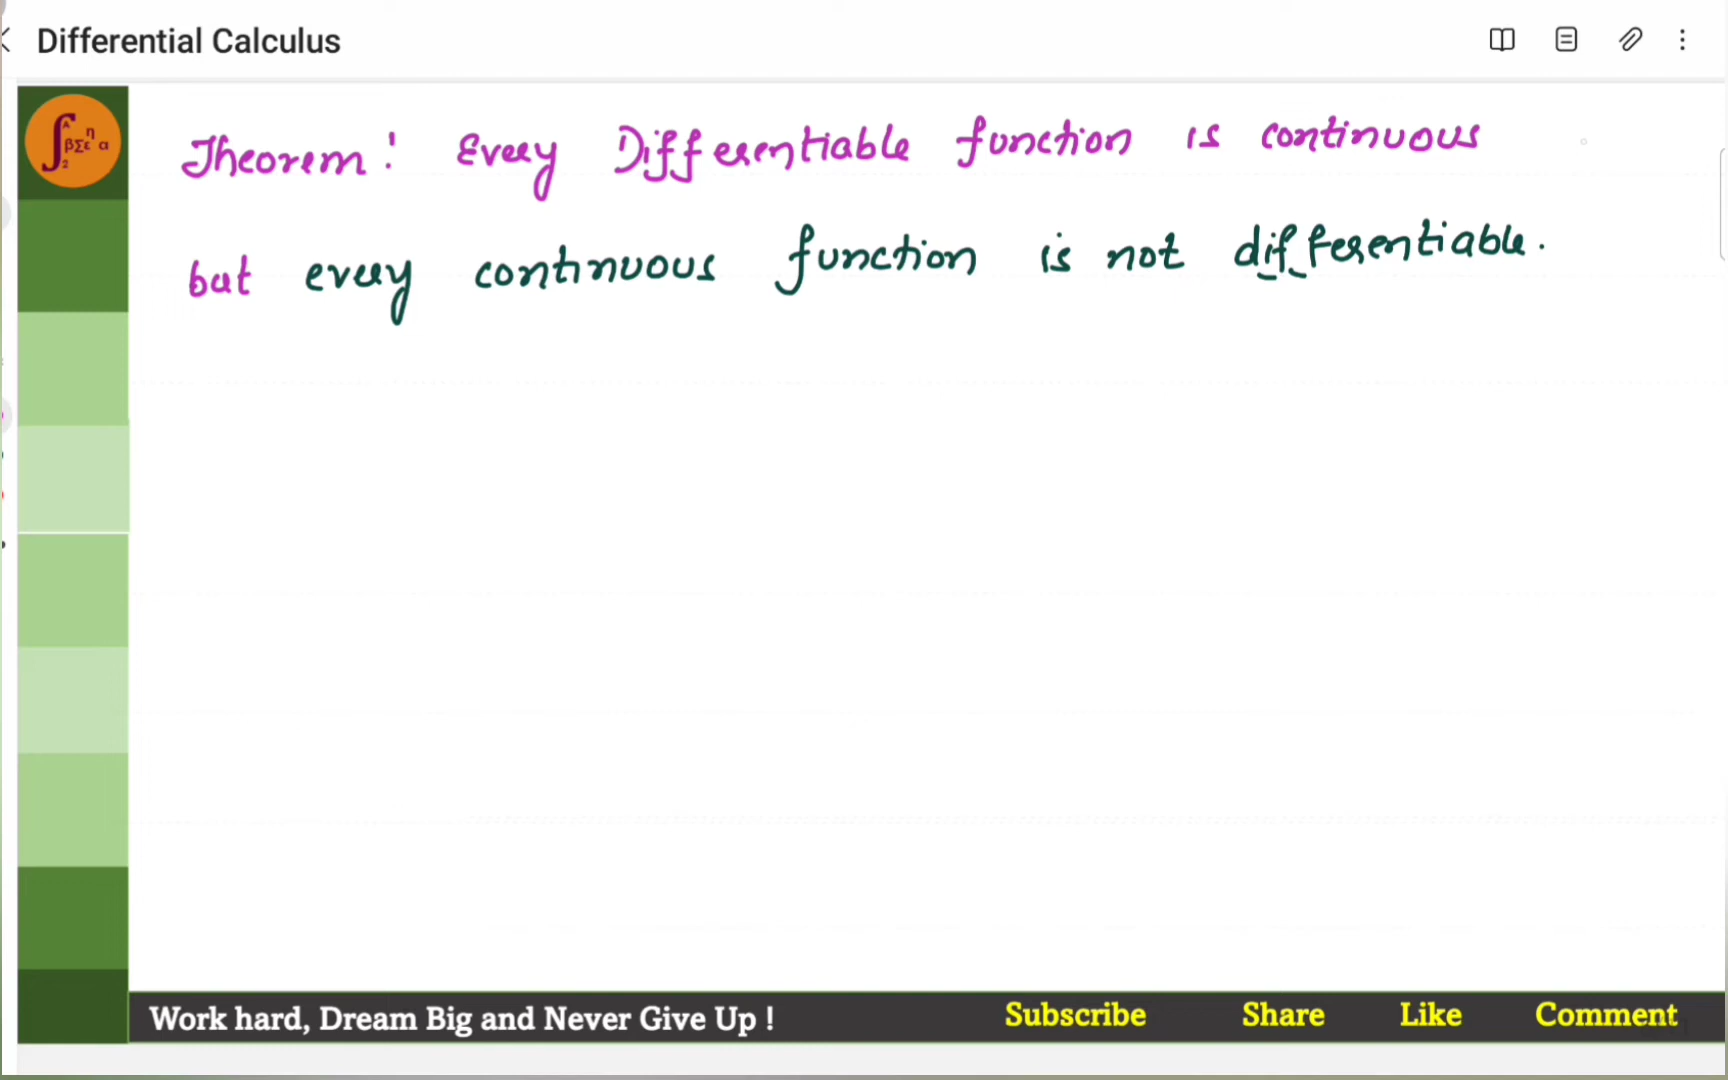 Differential Calculus
Theorem: Every Differentiable function is continuous
but every continuous function is not differentiable.
Work hard, Dream Big and Never Give Up !
Subscribe Share Like Comment